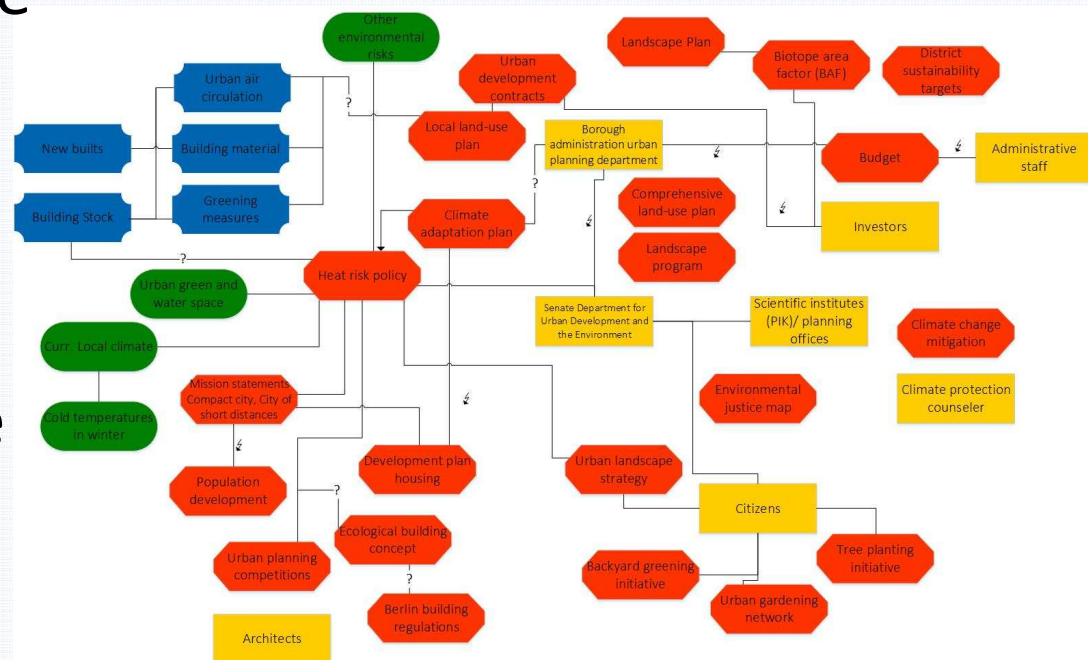 Other
environmental
risks
Landscape Plan
Urban
development
contracts
Biotope area
factor (BAF)
District
sustainability
targets
Urban air
circulation
?
Local land-use
plan
Borough
administration urban
planning department
New builts
Building material
Budget
Administrative
staff
?
Building Stock
Greening
measures
Climate
adaptation plan
Comprehensive
land-use plan
Investors
?
Heat risk policy
Landscape
program
Urban green and
water space
Senate Department for
Urban Development and
the Environment
Scientific institutes
(PIK)/ planning
offices
Climate change
mitigation
Curr. Local climate
Mission statements
Compact city, City of
short distances
Environmental
justice map
Climate protection
counseler
Cold temperatures
in winter
Population
development
Development plan
housing
Urban landscape
strategy
?
Citizens
Ecological building
concept
Urban planning
competitions
Backyard greening
initiative
Tree planting
initiative
?
Berlin building
regulations
Urban gardening
network
Architects